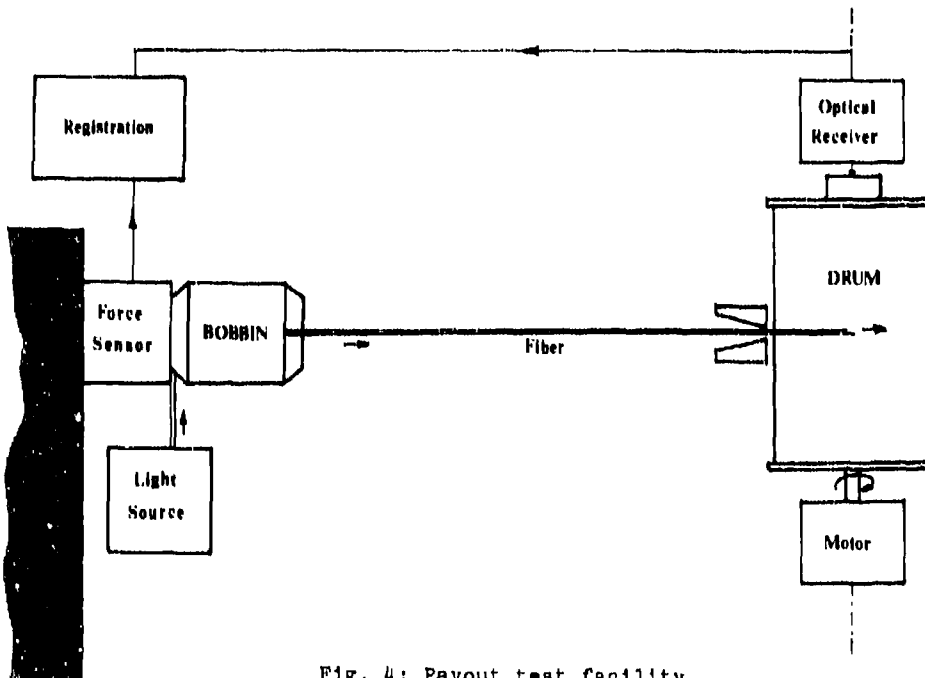 Registration
Optical
Receiver
DRUM
Force
Sensor
BOBBIN
Fiber
Light
Source
Motor
Fig. 4: Payout test facility